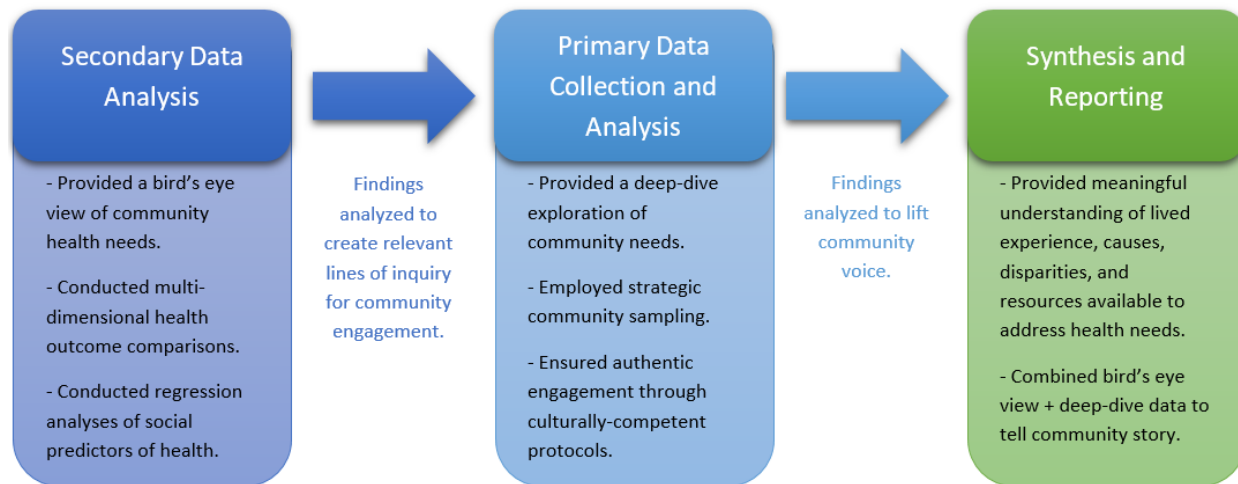 Secondary Data
Analysis
- Provided a bird’s eye
view of community
health needs.
- Conducted multi-
dimensional health
outcome comparisons.
- Conducted regression
analyses of social
predictors of health.
Findings
analyzed to
create relevant
lines of inquiry
for community
engagement.
Primary Data
Collection and
Analysis
- Provided a deep-dive
exploration of
community needs.
- Employed strategic
community sampling.
- Ensured authentic
engagement through
culturally-competent
protocols.
Findings
analyzed to lift
community
voice.
Synthesis and
Reporting
- Provided meaningful
understanding of lived
experience, causes,
disparities, and
resources available to
address health needs.
- Combined bird’s eye
view + deep-dive data to
tell community story.